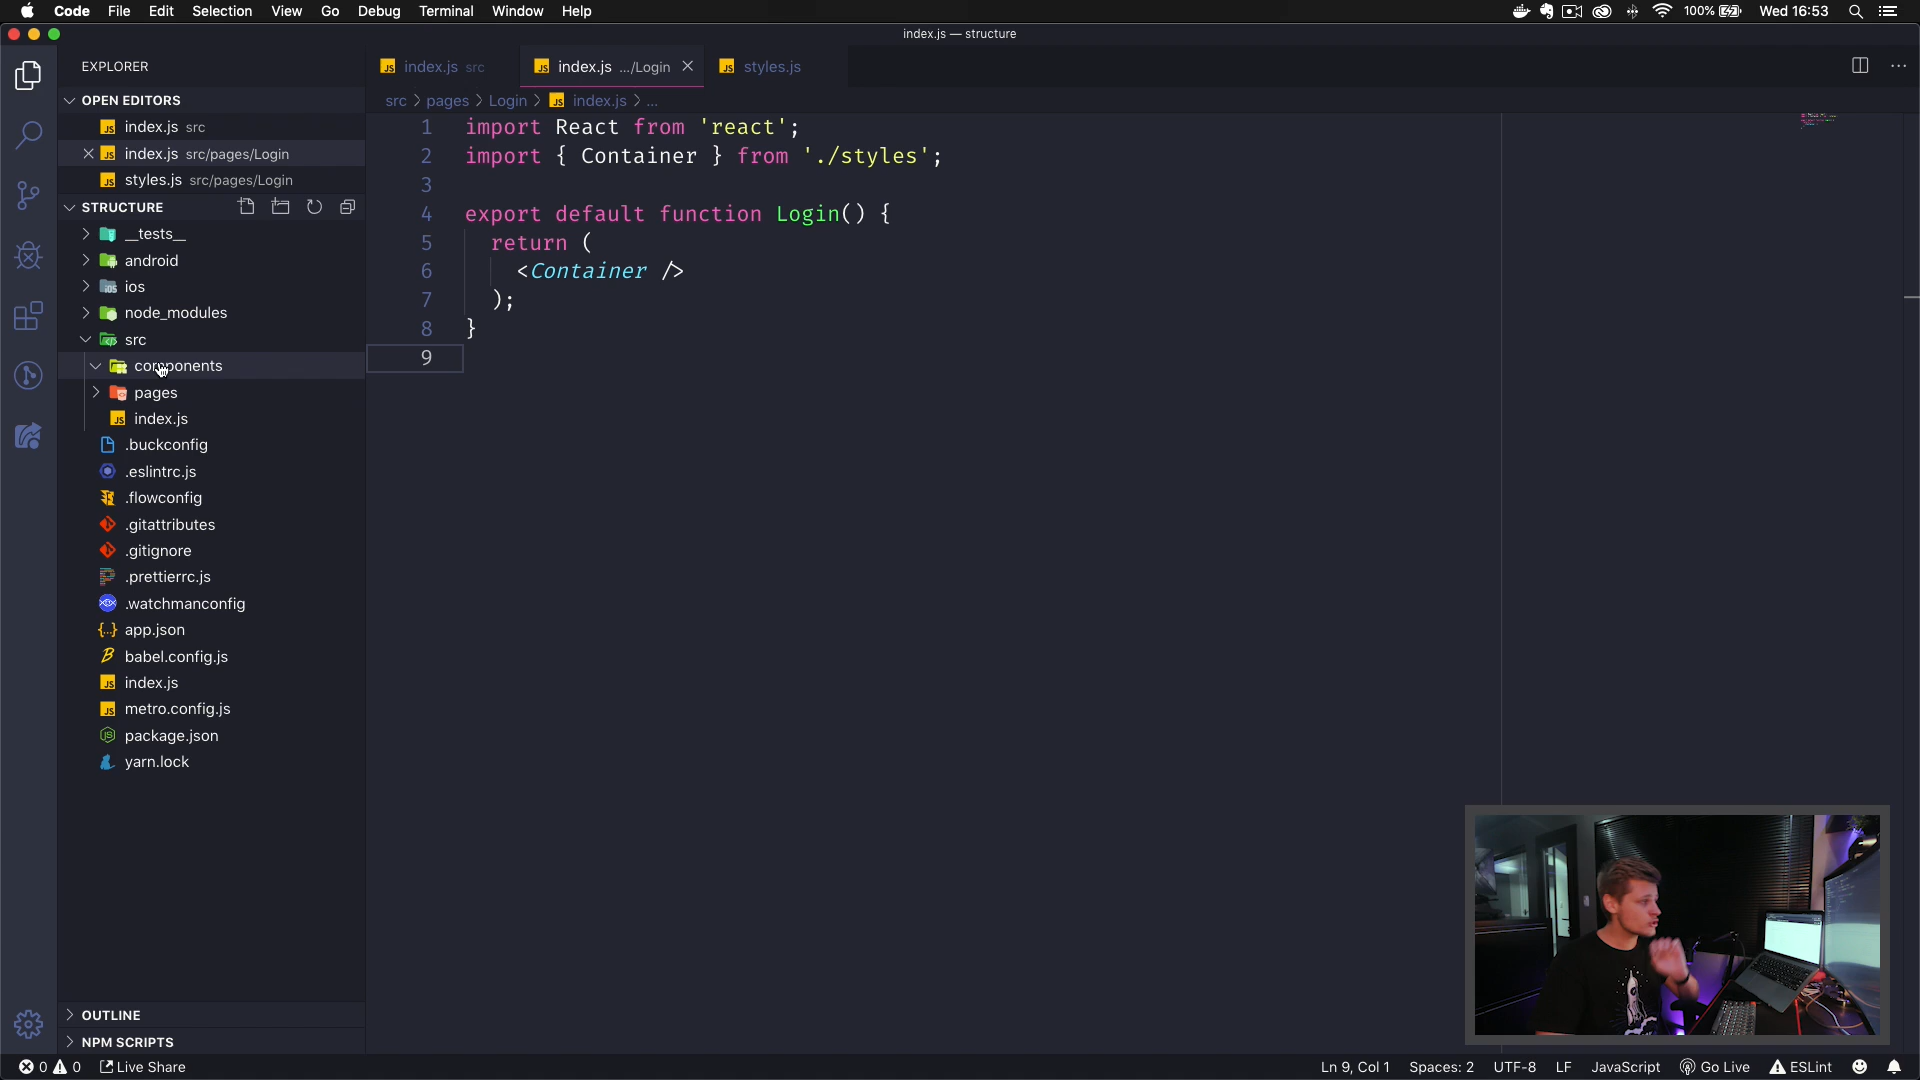 Code File Edit Selection View Go Debug Terminal Window Help 100% Wed 16:53
index.js — structure
EXPLORER
index.js src
index.js .../Login
styles.js
OPEN EDITORS
src > pages > Login > index.js > ...
index.js src
index.js src/pages/Login
styles.js src/pages/Login
STRUCTURE
__tests__
android
ios
node_modules
src
components
pages
index.js
.buckconfig
.eslintrc.js
.flowconfig
.gitattributes
.gitignore
.prettierrc.js
.watchmanconfig
app.json
babel.config.js
index.js
metro.config.js
package.json
yarn.lock
OUTLINE
NPM SCRIPTS
1 import React from 'react';
2 import { Container } from './styles';
3
4 export default function Login() {
5 return (
6 <Container />
7 );
8 }
9
0 0 Live Share Ln 9, Col 1 Spaces: 2 UTF-8 LF JavaScript Go Live ESLint